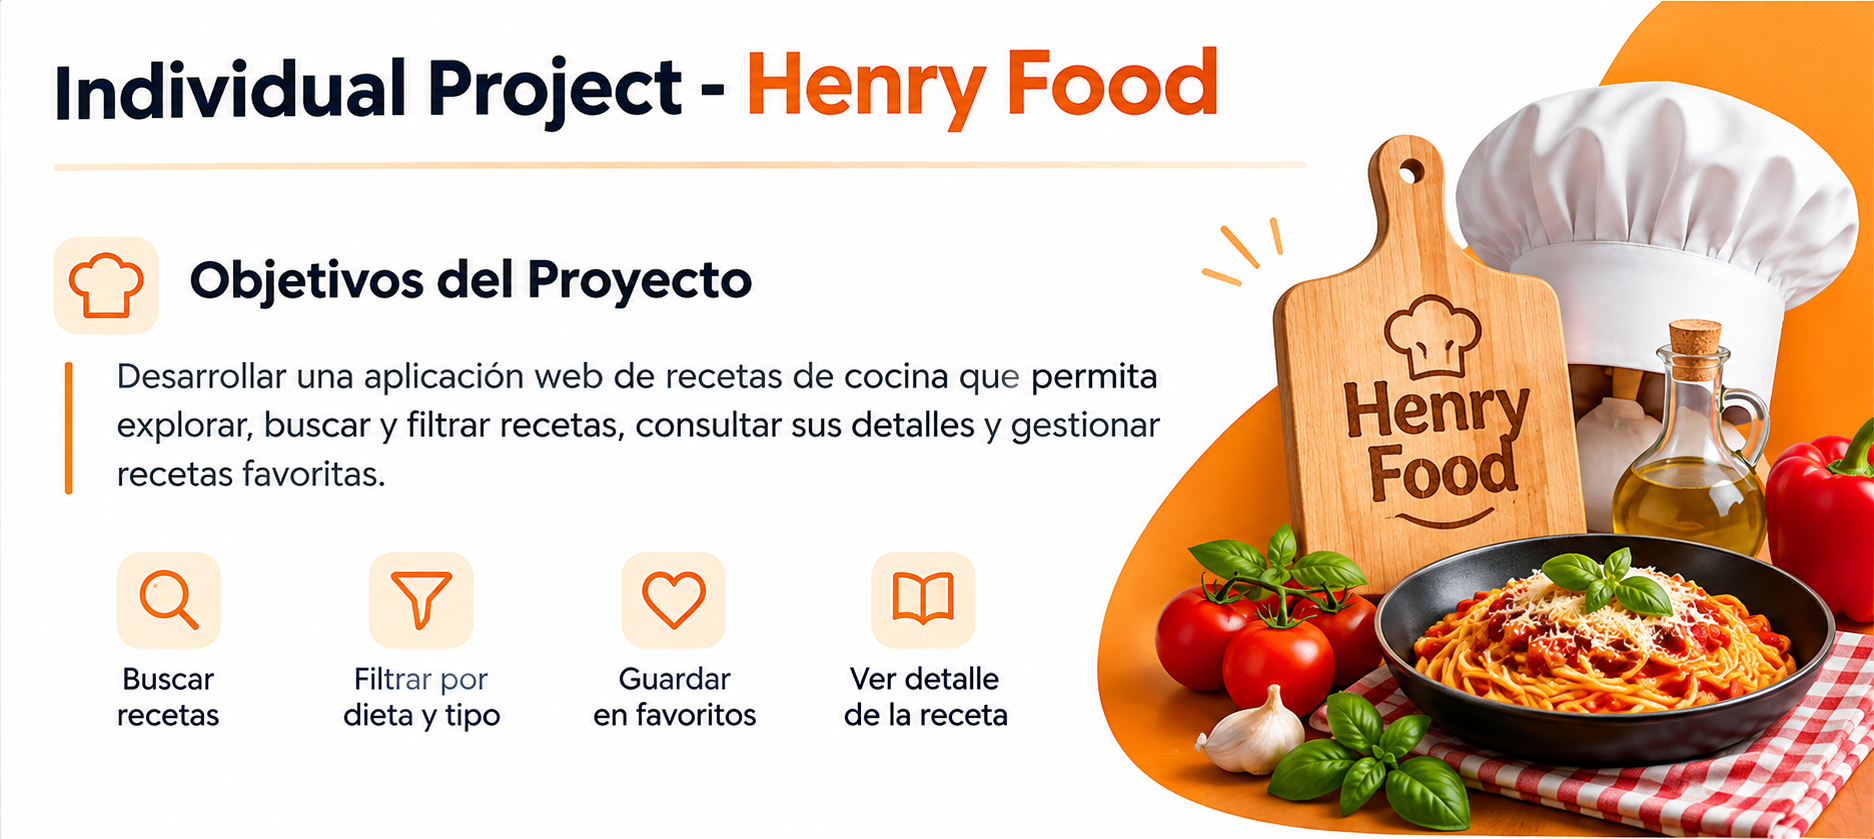 Individual Project - Henry Food
Objetivos del Proyecto
Desarrollar una aplicación web de recetas de cocina que permita
explorar, buscar y filtrar recetas, consultar sus detalles y gestionar
recetas favoritas.
Buscar
recetas
Filtrar por
dieta y tipo
Guardar
en favoritos
Ver detalle
de la receta
Henry
Food